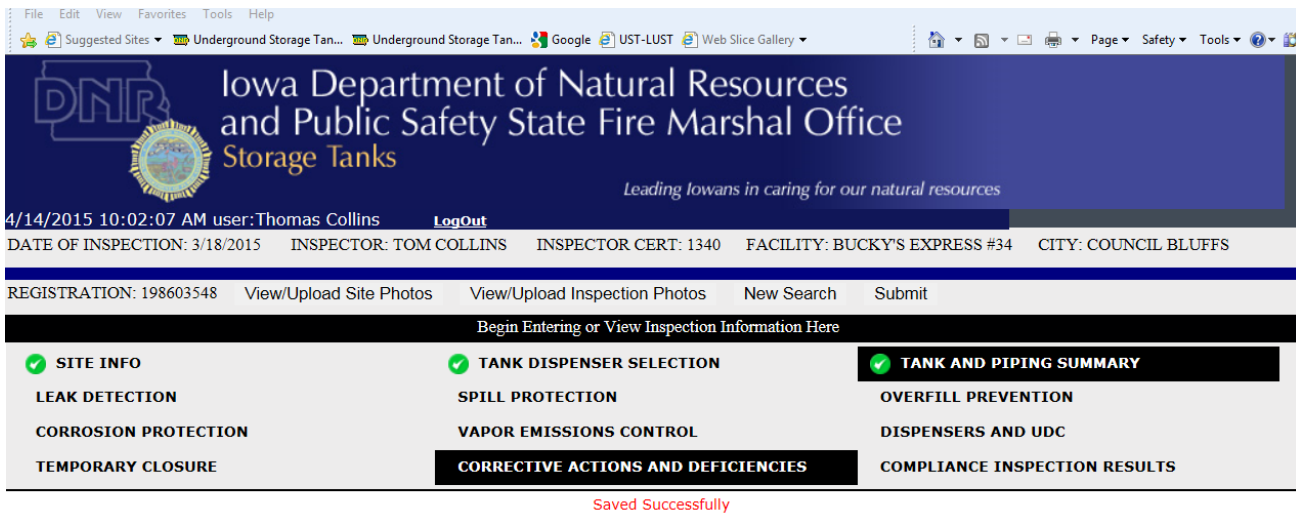 File Edit View Favorites Tools Help
Suggested Sites Underground Storage Tan... Underground Storage Tan... Google UST-LUST Web Slice Gallery Page Safety Tools
DNR
Iowa Department of Natural Resources
and Public Safety State Fire Marshal Office
Storage Tanks
Leading Iowans in caring for our natural resources
4/14/2015 10:02:07 AM user:Thomas Collins LogOut
DATE OF INSPECTION: 3/18/2015 INSPECTOR: TOM COLLINS INSPECTOR CERT: 1340 FACILITY: BUCKY'S EXPRESS #34 CITY: COUNCIL BLUFFS
REGISTRATION: 198603548 View/Upload Site Photos View/Upload Inspection Photos New Search Submit
Begin Entering or View Inspection Information Here
SITE INFO TANK DISPENSER SELECTION TANK AND PIPING SUMMARY
LEAK DETECTION SPILL PROTECTION OVERFILL PREVENTION
CORROSION PROTECTION VAPOR EMISSIONS CONTROL DISPENSERS AND UDC
TEMPORARY CLOSURE CORRECTIVE ACTIONS AND DEFICIENCIES COMPLIANCE INSPECTION RESULTS
Saved Successfully